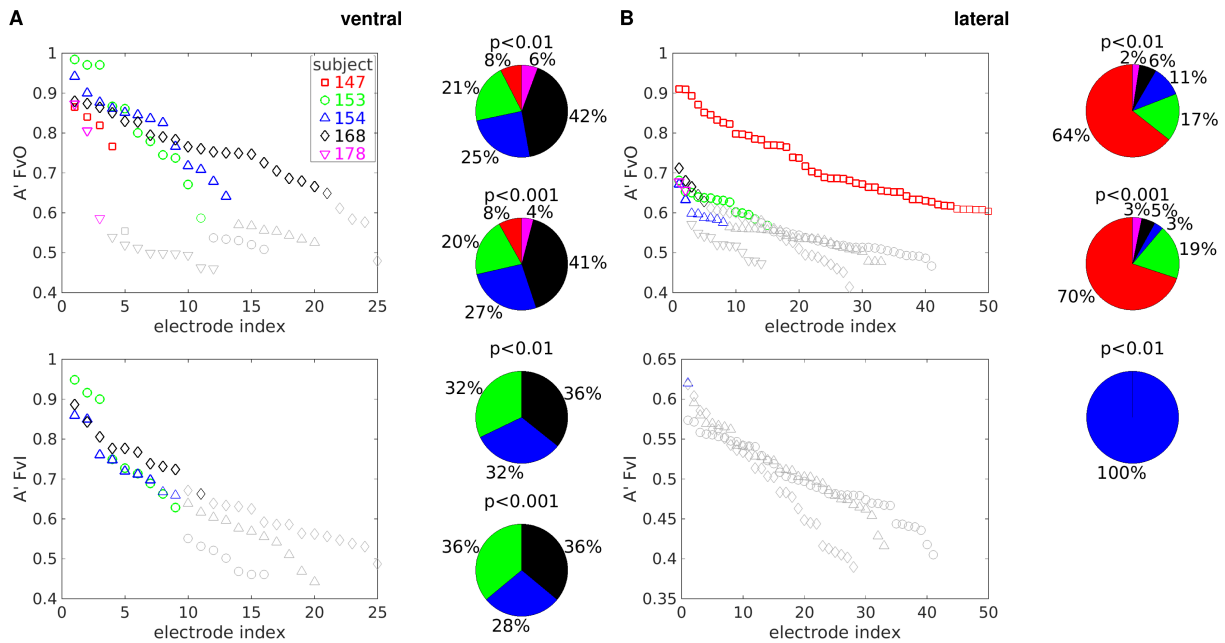 A ventral B lateral
p<0.01
8% 6%
21%
42%
25%
p<0.001
8% 4%
20%
41%
27%
subject
147
153
154
168
178
1
0.9
0.8
0.7
0.6
0.5
0.4
A' FvO
0 5 10 15 20 25
electrode index
p<0.01
2% 6%
11%
17%
64%
p<0.001
3% 5%
3%
19%
70%
1
0.9
0.8
0.7
0.6
0.5
0.4
A' FvO
0 10 20 30 40 50
electrode index
1
0.9
0.8
0.7
0.6
0.5
0.4
A' FvI
0 5 10 15 20 25
electrode index
p<0.01
32% 36%
32%
p<0.001
36% 36%
28%
0.65
0.6
0.55
0.5
0.45
0.4
0.35
A' FvI
0 10 20 30 40 50
electrode index
p<0.01
100%